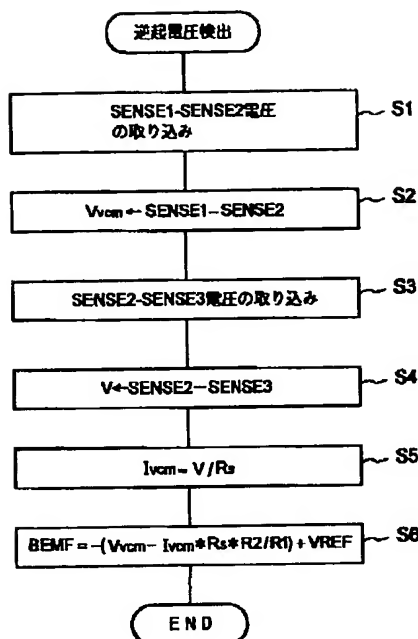 逆起電圧検出
SENSE1-SENSE2電圧
の取り込み
S1
Vvcm← SENSE1−SENSE2
S2
SENSE2-SENSE3電圧の取り込み
S3
V←SENSE2−SENSE3
S4
Ivcm= V/Rs
S5
BEMF = −(Vvcm− Ivcm*Rs*R2/R1) + VREF
S6
END